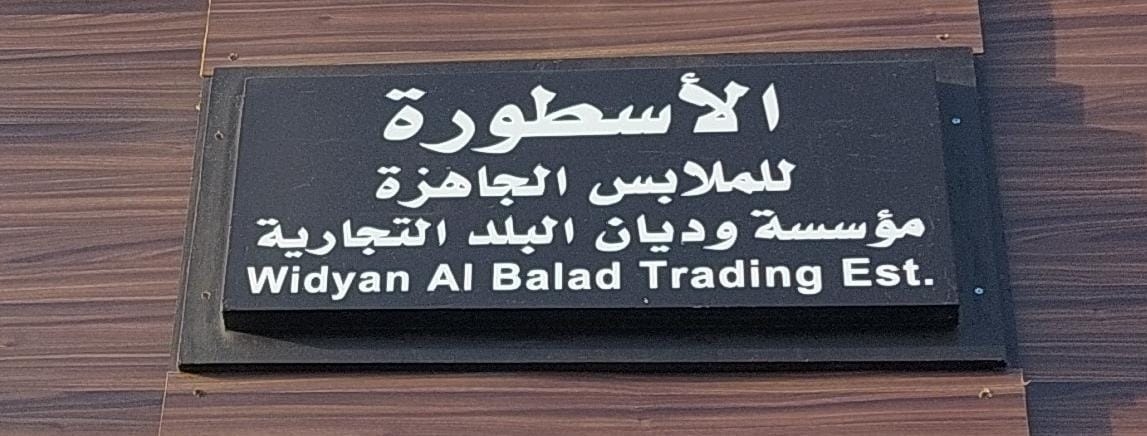 الأسطورة
للملابس الجاهزة
مؤسسة وديان البلد التجارية
Widyan Al Balad Trading Est.